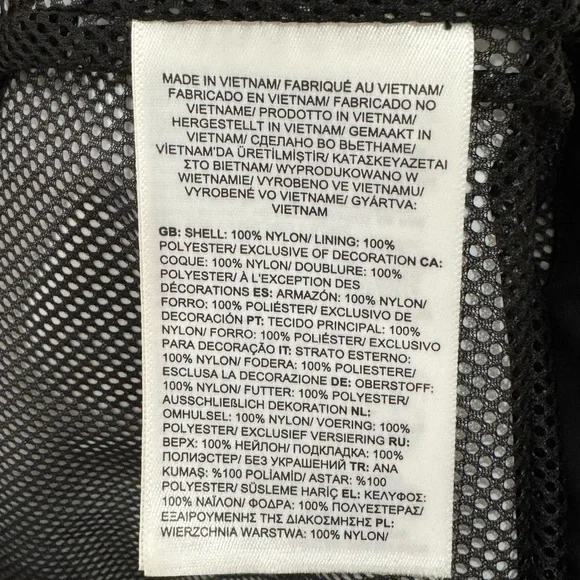 MADE IN VIETNAM/ FABRIQUÉ AU VIETNAM/
FABRICADO EN VIETNAM/ FABRICADO NO
VIETNAME/ PRODOTTO IN VIETNAM/
HERGESTELLT IN VIETNAM/ GEMAAKT IN
VIETNAM/ СДЕЛАНО ВО ВЬЕТНАМЕ/
VİETNAM'DA ÜRETİLMİŞTİR/ ΚΑΤΑΣΚΕΥΑΖΕΤΑΙ
ΣΤΟ ΒΙΕΤΝΑΜ/ WYPRODUKOWANO W
WIETNAMIE/ VYROBENO VE VIETNAMU/
VYROBENÉ VO VIETNAME/ GYÁRTVA:
VIETNAM
GB: SHELL: 100% NYLON/ LINING: 100%
POLYESTER/ EXCLUSIVE OF DECORATION CA:
COQUE: 100% NYLON/ DOUBLURE: 100%
POLYESTER/ À L'EXCEPTION DES
DÉCORATIONS ES: ARMAZÓN: 100% NYLON/
FORRO: 100% POLIÉSTER/ EXCLUSIVO DE
DECORACIÓN PT: TECIDO PRINCIPAL: 100%
NYLON/ FORRO: 100% POLIÉSTER/ EXCLUSIVO
PARA DECORAÇÃO IT: STRATO ESTERNO:
100% NYLON/ FODERA: 100% POLIESTERE/
ESCLUSA LA DECORAZIONE DE: OBERSTOFF:
100% NYLON/ FUTTER: 100% POLYESTER/
AUSSCHLIEßLICH DEKORATION NL:
OMHULSEL: 100% NYLON/ VOERING: 100%
POLYESTER/ EXCLUSIEF VERSIERING RU:
ВЕРХ: 100% НЕЙЛОН/ ПОДКЛАДКА: 100%
ПОЛИЭСТЕР/ БЕЗ УКРАШЕНИЙ TR: ANA
KUMAŞ: %100 POLİAMİD/ ASTAR: %100
POLYESTER/ SÜSLEME HARİÇ EL: ΚΕΛΥΦΟΣ:
100% ΝΑΪΛΟΝ/ ΦΟΔΡΑ: 100% ΠΟΛΥΕΣΤΕΡΑΣ/
ΕΞΑΙΡΟΥΜΕΝΗΣ ΤΗΣ ΔΙΑΚΟΣΜΗΣΗΣ PL:
WIERZCHNIA WARSTWA: 100% NYLON/